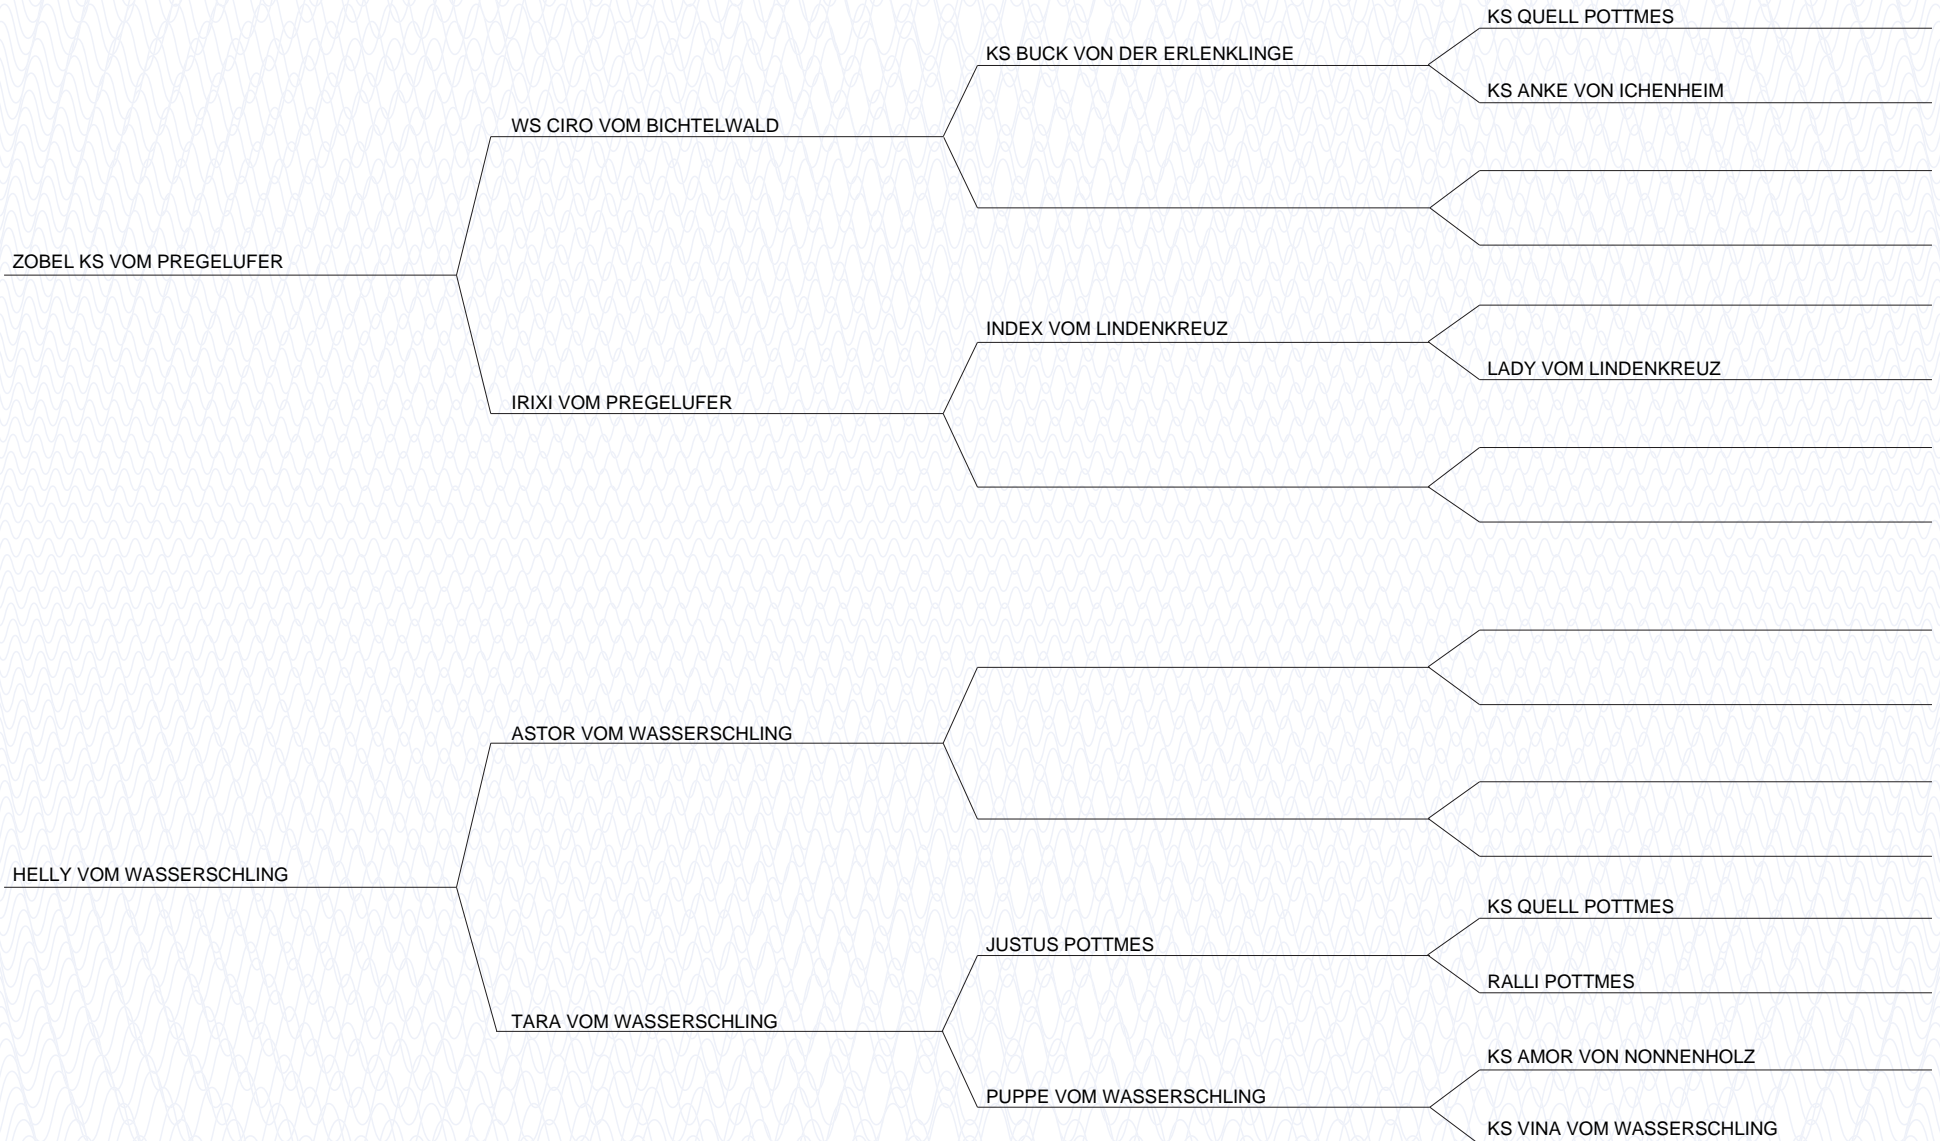 KS QUELL POTTMES
KS BUCK VON DER ERLENKLINGE
KS ANKE VON ICHENHEIM
WS CIRO VOM BICHTELWALD
ZOBEL KS VOM PREGELUFER
INDEX VOM LINDENKREUZ
LADY VOM LINDENKREUZ
IRIXI VOM PREGELUFER
ASTOR VOM WASSERSCHLING
HELLY VOM WASSERSCHLING
KS QUELL POTTMES
JUSTUS POTTMES
RALLI POTTMES
TARA VOM WASSERSCHLING
KS AMOR VON NONNENHOLZ
PUPPE VOM WASSERSCHLING
KS VINA VOM WASSERSCHLING